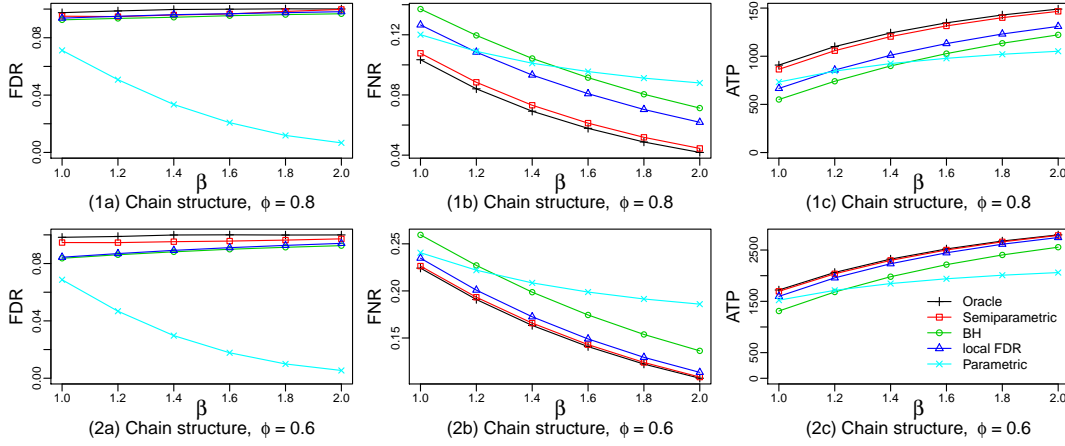 FDR
0.00 0.04 0.08
1.0 1.2 1.4 1.6 1.8 2.0
β
(1a) Chain structure, ϕ = 0.8
FNR
0.04 0.08 0.12
1.0 1.2 1.4 1.6 1.8 2.0
β
(1b) Chain structure, ϕ = 0.8
ATP
0 500 1000 1500
1.0 1.2 1.4 1.6 1.8 2.0
β
(1c) Chain structure, ϕ = 0.8
FDR
0.00 0.04 0.08
1.0 1.2 1.4 1.6 1.8 2.0
β
(2a) Chain structure, ϕ = 0.6
FNR
0.15 0.20 0.25
1.0 1.2 1.4 1.6 1.8 2.0
β
(2b) Chain structure, ϕ = 0.6
ATP
0 500 1500 2500
Oracle
Semiparametric
BH
local FDR
Parametric
1.0 1.2 1.4 1.6 1.8 2.0
β
(2c) Chain structure, ϕ = 0.6